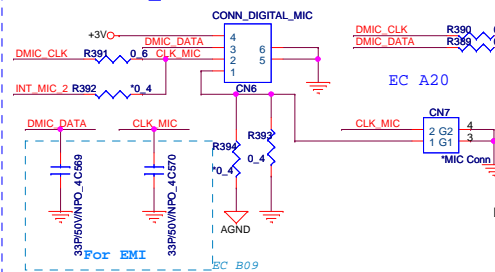 CONN_DIGITAL_MIC
+3V
DMIC_DATA
DMIC_CLK
R391
0_6
CLK_MIC
4
3
2
1
6
5
INT_MIC_2
R392
*0_4
CN6
DMIC_CLK
R390
DMIC_DATA
R389
EC A20
DMIC_DATA
CLK_MIC
R394
*0_4
R393
0_4
CLK_MIC
CN7
2 G2
1 G1
4
3
*MIC Conn
33P/50V/NPO_4
C569
33P/50V/NPO_4
C570
AGND
For EMI
EC B09